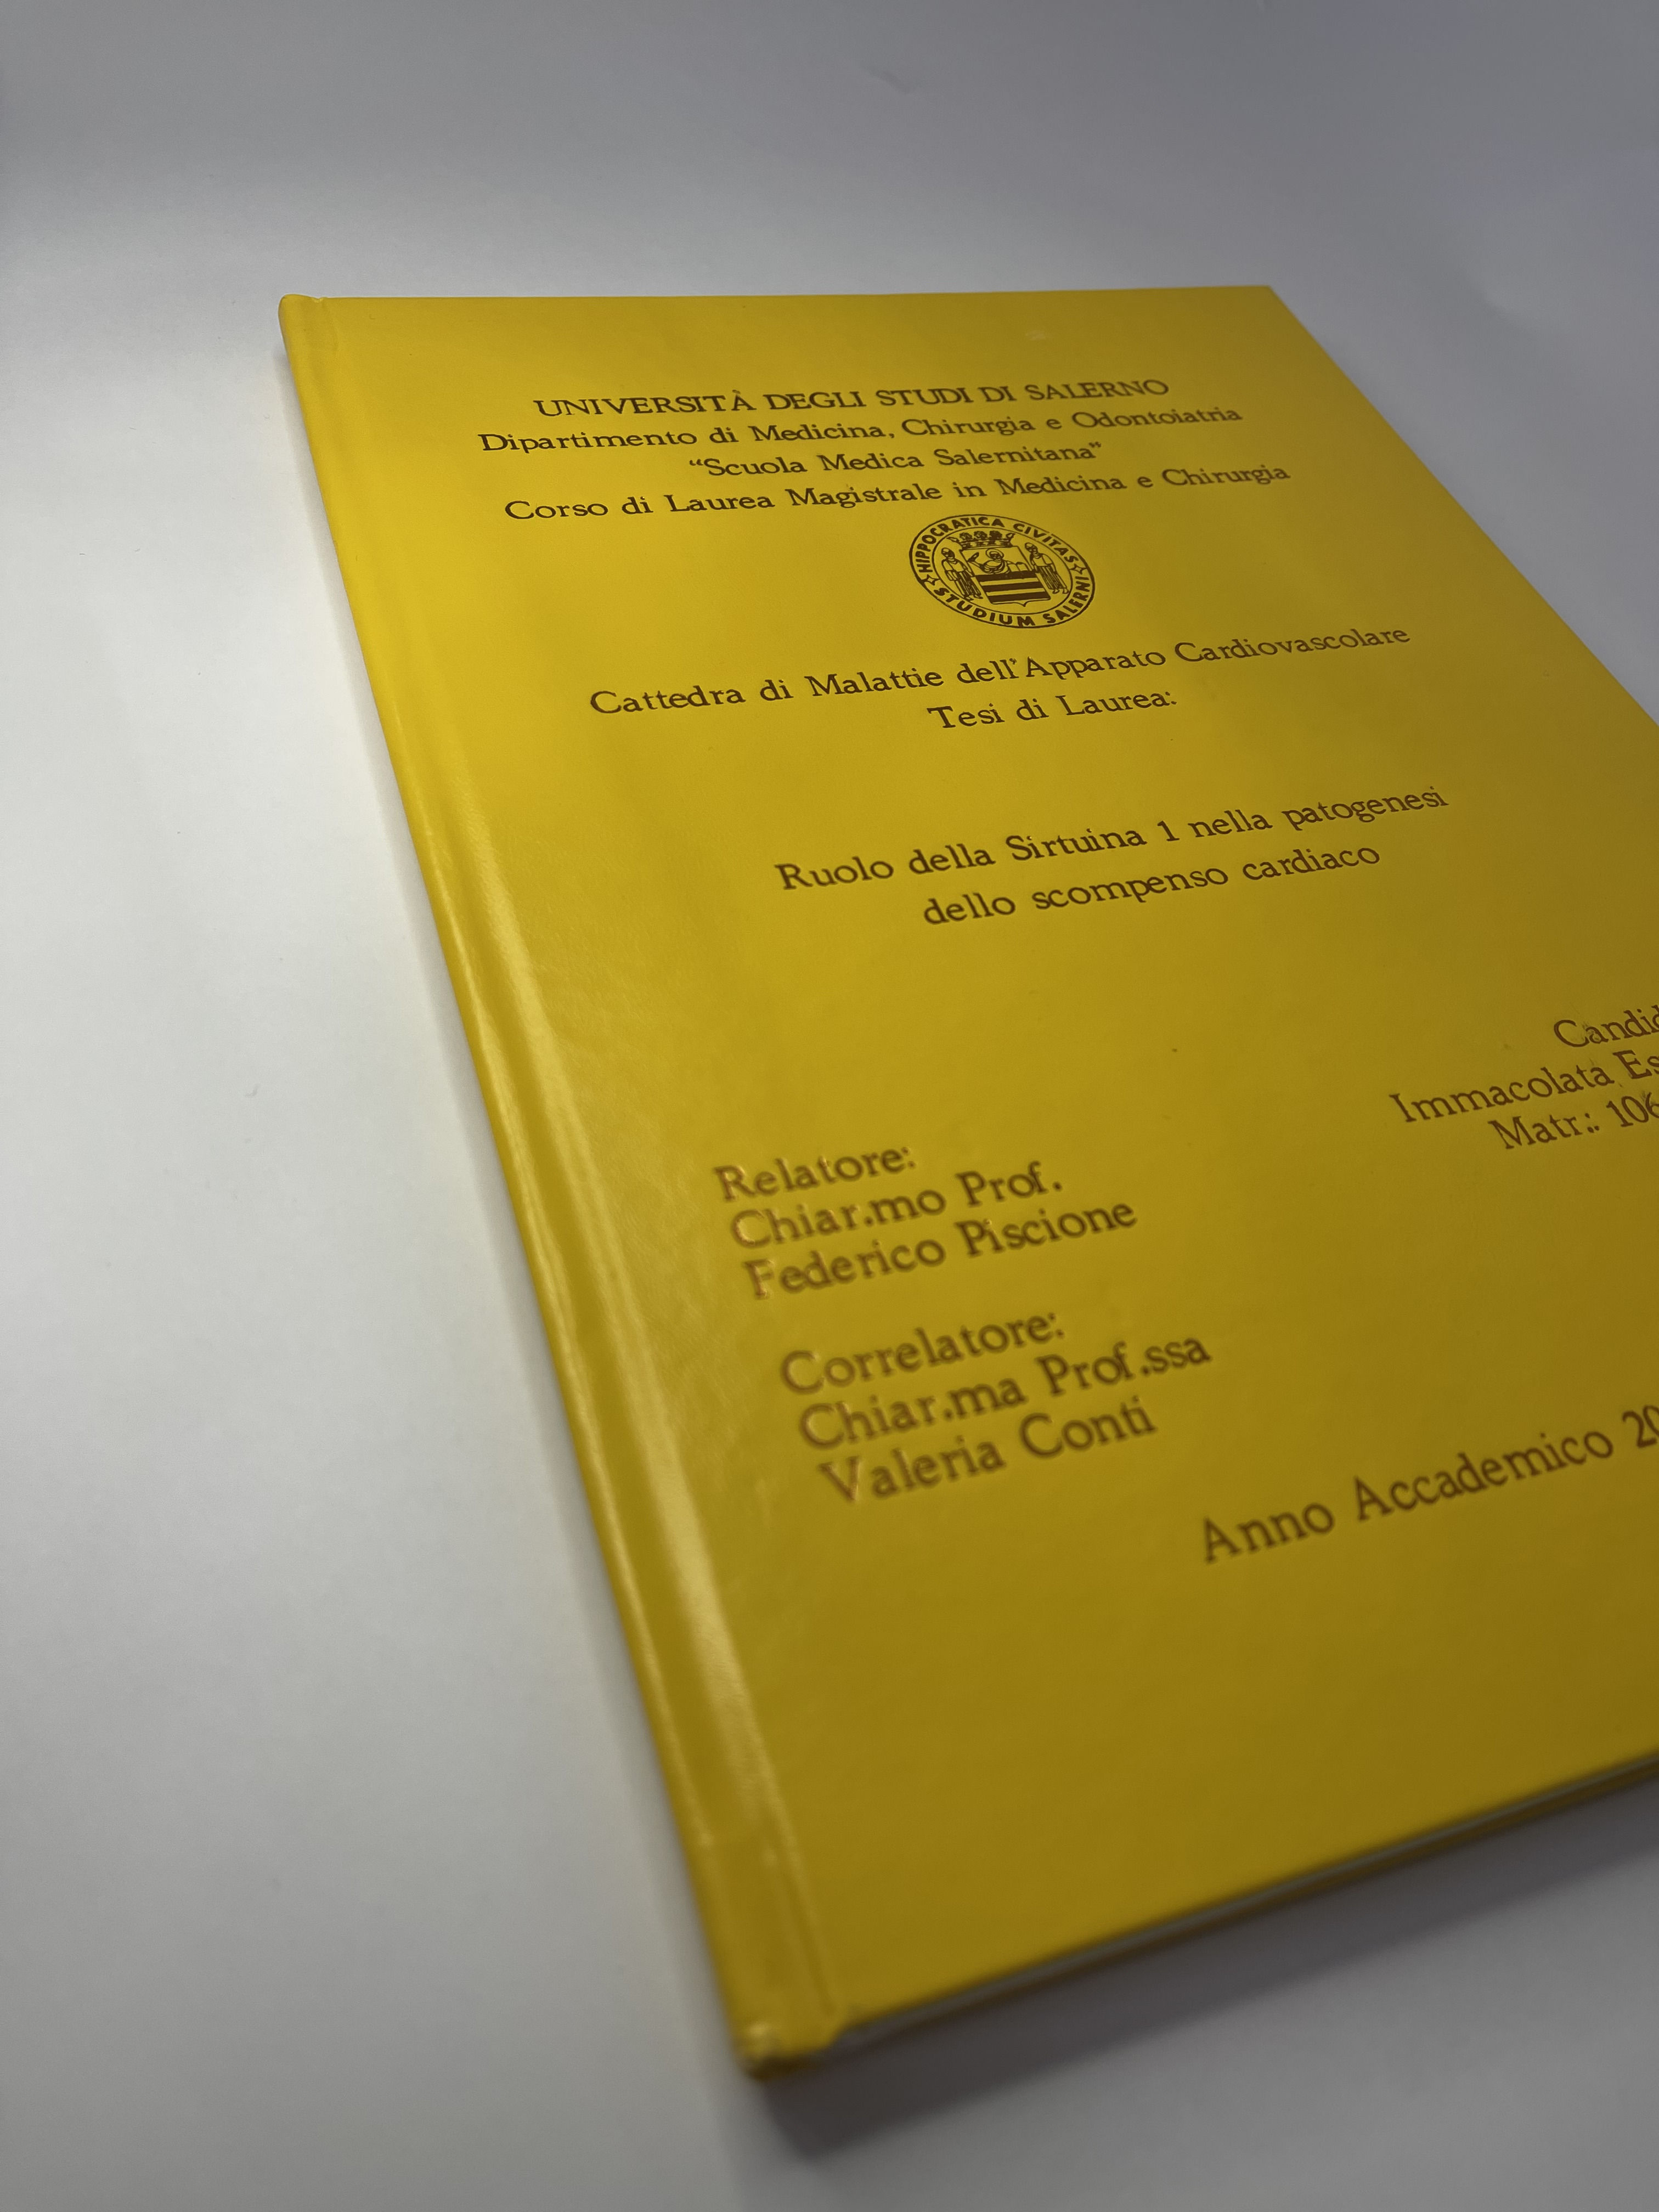 UNIVERSITÀ DEGLI STUDI DI SALERNO
Dipartimento di Medicina, Chirurgia e Odontoiatria
“Scuola Medica Salernitana”
Corso di Laurea Magistrale in Medicina e Chirurgia
HIPPOCRATICA CIVITAS
STUDIUM SALERNI
Cattedra di Malattie dell'Apparato Cardiovascolare
Tesi di Laurea:
Ruolo della Sirtuina 1 nella patogenesi
dello scompenso cardiaco
Immacolata
Matr.:
Relatore:
Chiar.mo Prof.
Federico Piscione
Correlatore:
Chiar.ma Prof.ssa
Valeria Conti
Anno Accademico